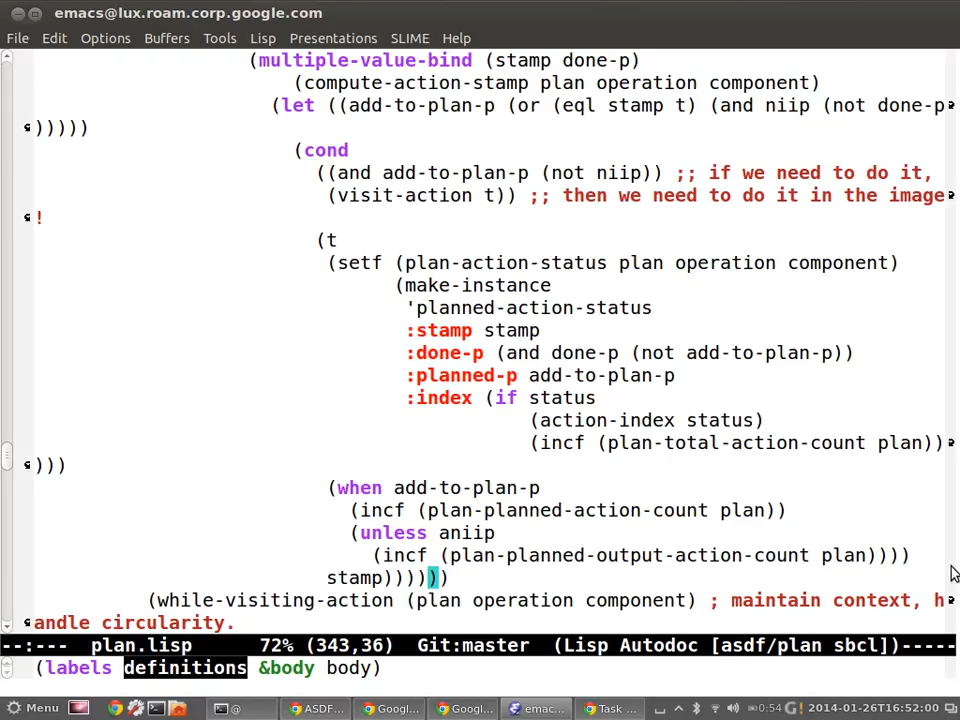 emacs@lux.roam.corp.google.com
File Edit Options Buffers Tools Lisp Presentations SLIME Help
(multiple-value-bind (stamp done-p)
(compute-action-stamp plan operation component)
(let ((add-to-plan-p (or (eql stamp t) (and niip (not done-p
)))))
(cond
((and add-to-plan-p (not niip)) ;; if we need to do it,
(visit-action t)) ;; then we need to do it in the image
!
(t
(setf (plan-action-status plan operation component)
(make-instance
'planned-action-status
:stamp stamp
:done-p (and done-p (not add-to-plan-p))
:planned-p add-to-plan-p
:index (if status
(action-index status)
(incf (plan-total-action-count plan))
)))
(when add-to-plan-p
(incf (plan-planned-action-count plan))
(unless aniip
(incf (plan-planned-output-action-count plan))))
stamp))))))
(while-visiting-action (plan operation component) ; maintain context, h
andle circularity.
--:--- plan.lisp 72% (343,36) Git:master (Lisp Autodoc [asdf/plan sbcl])-----
(labels definitions &body body)
Menu @ ASDF... Googl... Googl... emac... Task ... 0:54 2014-01-26T16:52:00